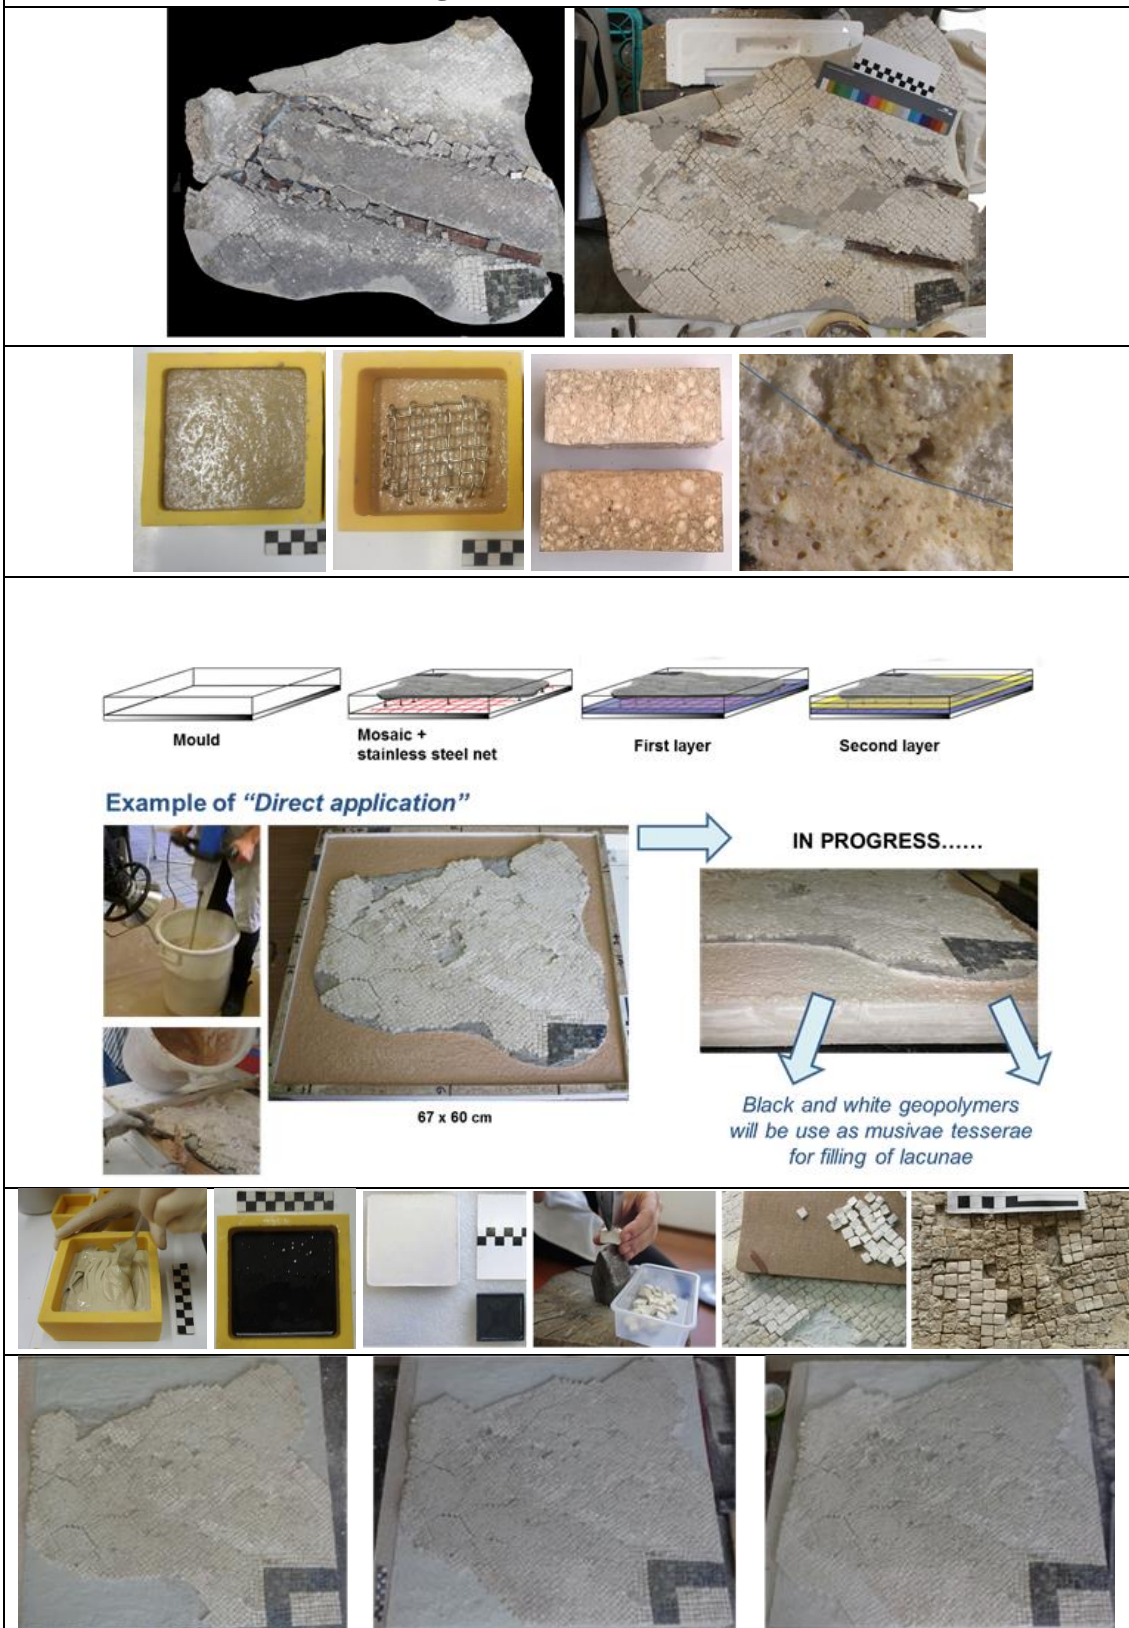 Mould
Mosaic +
stainless steel net
First layer
Second layer
Example of "Direct application"
IN PROGRESS......
67 x 60 cm
Black and white geopolymers
will be use as musivae tesserae
for filling of lacunae